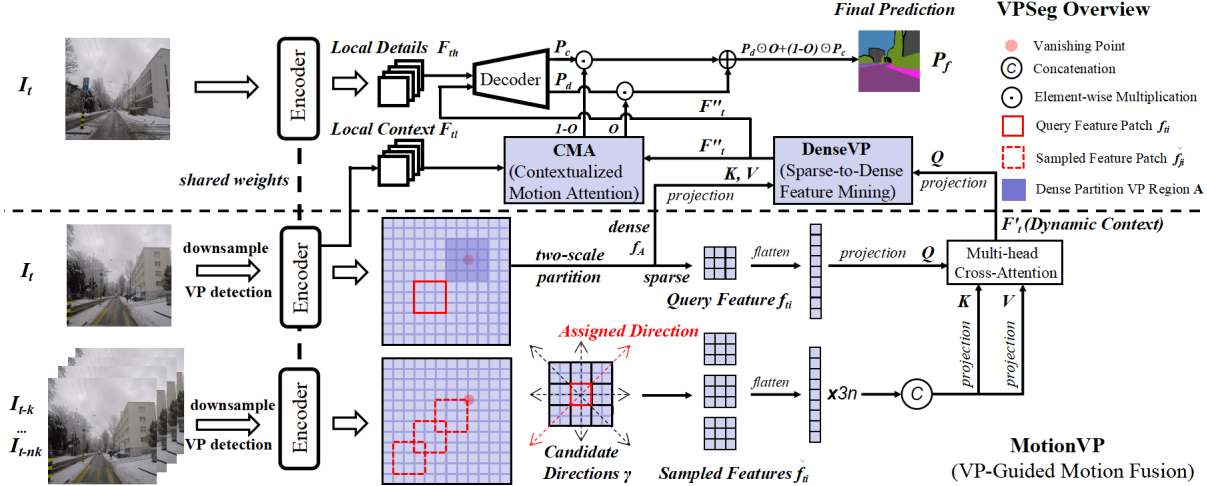 Final Prediction
VPSeg Overview
I_t
Encoder
Local Details F_th
Decoder
P_c
P_d
P_d⊙O+(1-O)⊙P_c
P_f
Vanishing Point
C Concatenation
Element-wise Multiplication
Query Feature Patch f_ti
Sampled Feature Patch f̌_ji
Dense Partition VP Region A
Local Context F_tl
1-O
O
F''_t
F''_t
CMA
(Contextualized
Motion Attention)
DenseVP
(Sparse-to-Dense
Feature Mining)
K, V
projection
Q
projection
shared weights
F'_t (Dynamic Context)
I_t
downsample
VP detection
Encoder
two-scale
partition
dense
f_A
sparse
flatten
projection
Q
Multi-head
Cross-Attention
Query Feature f_ti
K
V
projection
projection
Assigned Direction
I_t-k
...
I_t-nk
downsample
VP detection
Encoder
flatten
x3n
C
Candidate
Directions γ
Sampled Features f̌_ti
MotionVP
(VP-Guided Motion Fusion)